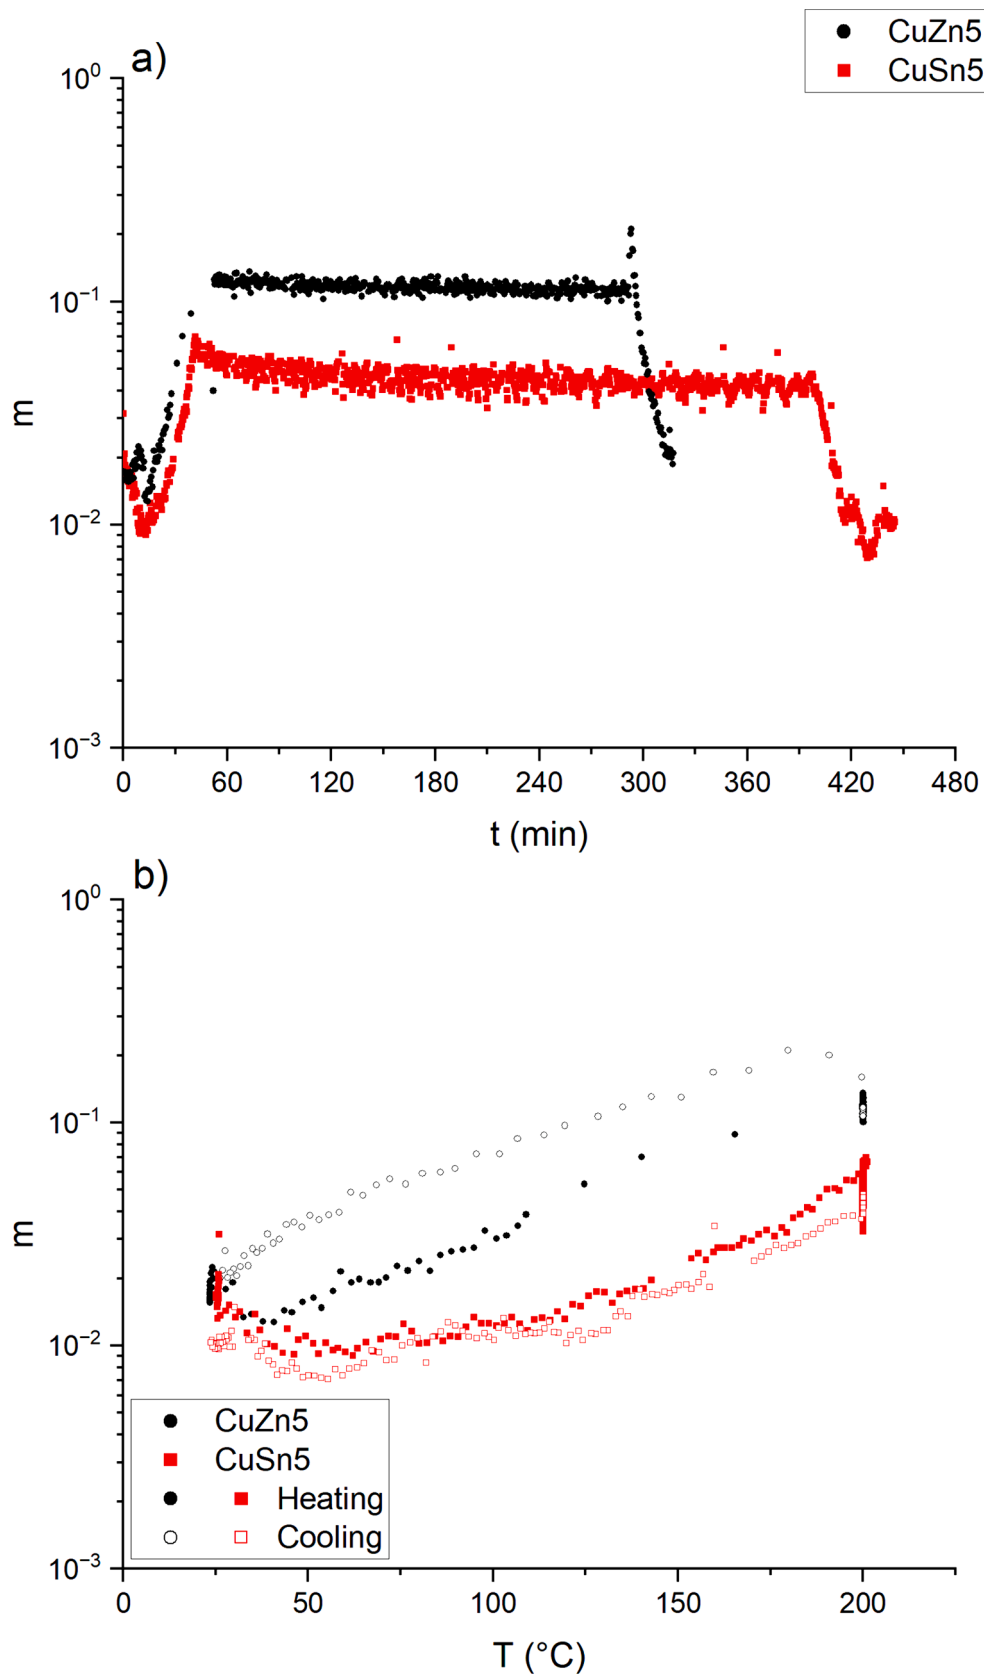 CuZn5
CuSn5
a)
10⁰
10⁻¹
10⁻²
10⁻³
m
0 60 120 180 240 300 360 420 480
t (min)
b)
10⁰
10⁻¹
10⁻²
10⁻³
m
CuZn5
CuSn5
Heating
Cooling
0 50 100 150 200
T (°C)